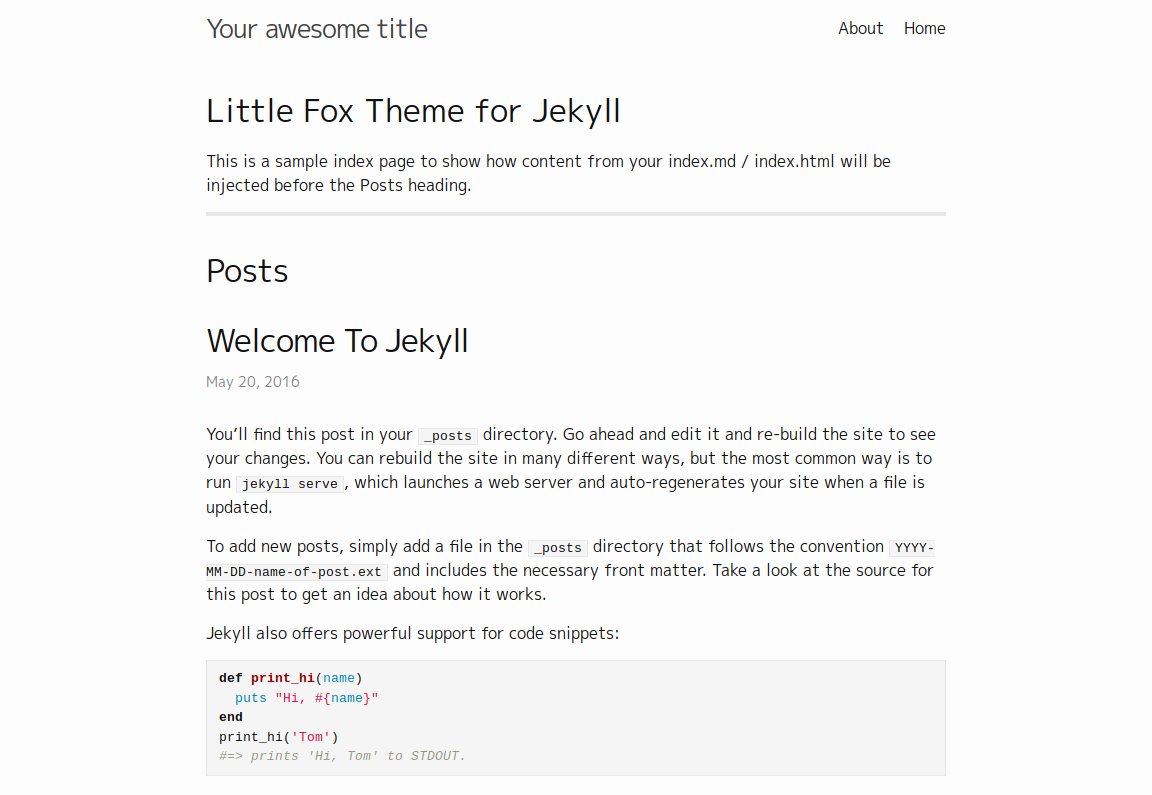 Your awesome title
About Home
Little Fox Theme for Jekyll
This is a sample index page to show how content from your index.md / index.html will be
injected before the Posts heading.
Posts
Welcome To Jekyll
May 20, 2016
You’ll find this post in your _posts directory. Go ahead and edit it and re-build the site to see
your changes. You can rebuild the site in many different ways, but the most common way is to
run jekyll serve, which launches a web server and auto-regenerates your site when a file is
updated.
To add new posts, simply add a file in the _posts directory that follows the convention YYYY-
MM-DD-name-of-post.ext and includes the necessary front matter. Take a look at the source for
this post to get an idea about how it works.
Jekyll also offers powerful support for code snippets:
def print_hi(name)
  puts "Hi, #{name}"
end
print_hi('Tom')
#=> prints 'Hi, Tom' to STDOUT.